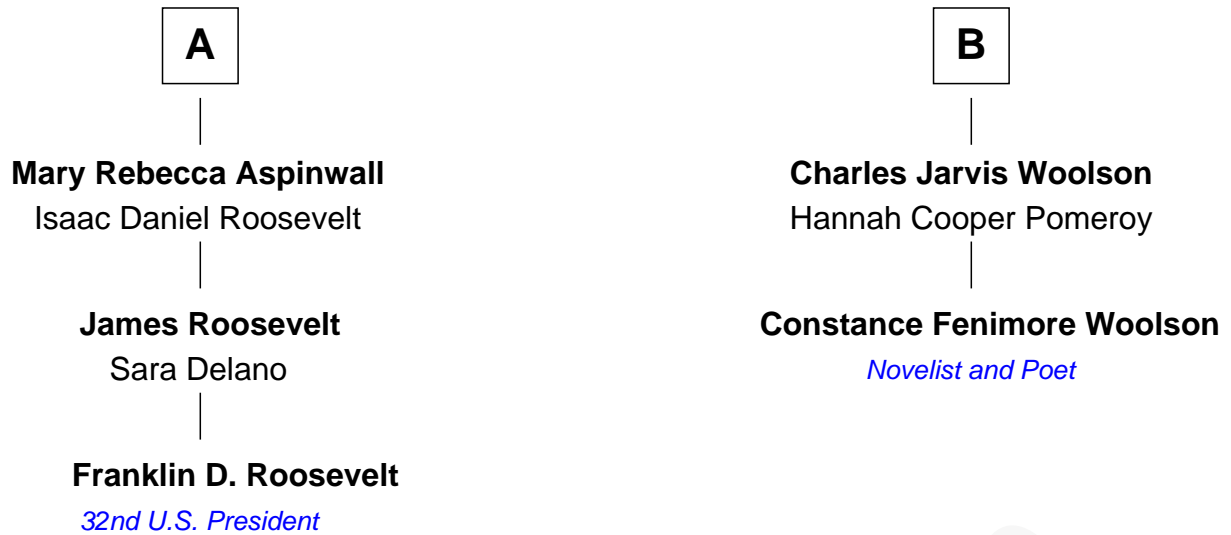 A
Mary Rebecca Aspinwall
Isaac Daniel Roosevelt
James Roosevelt
Sara Delano
Franklin D. Roosevelt
32nd U.S. President
B
Charles Jarvis Woolson
Hannah Cooper Pomeroy
Constance Fenimore Woolson
Novelist and Poet